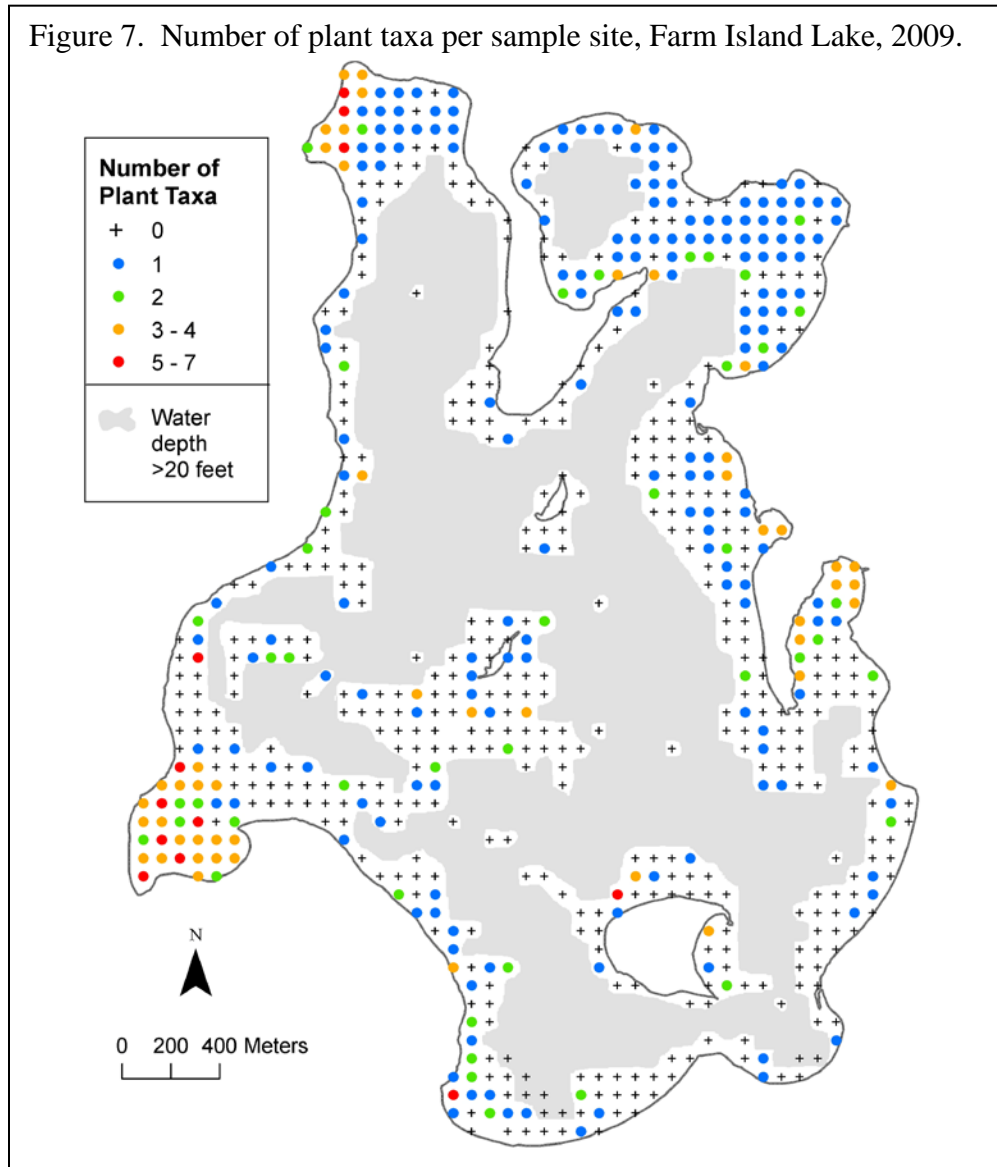 Figure 7.  Number of plant taxa per sample site, Farm Island Lake, 2009.
Number of
Plant Taxa
+ 0
1
2
3 - 4
5 - 7
Water
depth
>20 feet
N
0 200 400 Meters